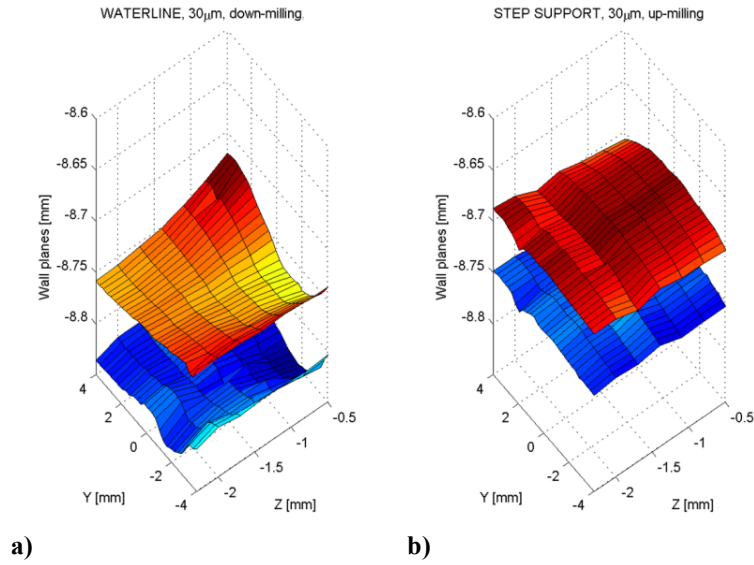 WATERLINE, 30μm, down-milling
-8.6
-8.65
-8.7
-8.75
-8.8
Wall planes [mm]
4
2
0
-2
-4
Y [mm]
-2
-1.5
-1
-0.5
Z [mm]
a)
STEP SUPPORT, 30μm, up-milling
-8.6
-8.65
-8.7
-8.75
-8.8
Wall planes [mm]
4
2
0
-2
-4
Y [mm]
-2
-1.5
-1
-0.5
Z [mm]
b)